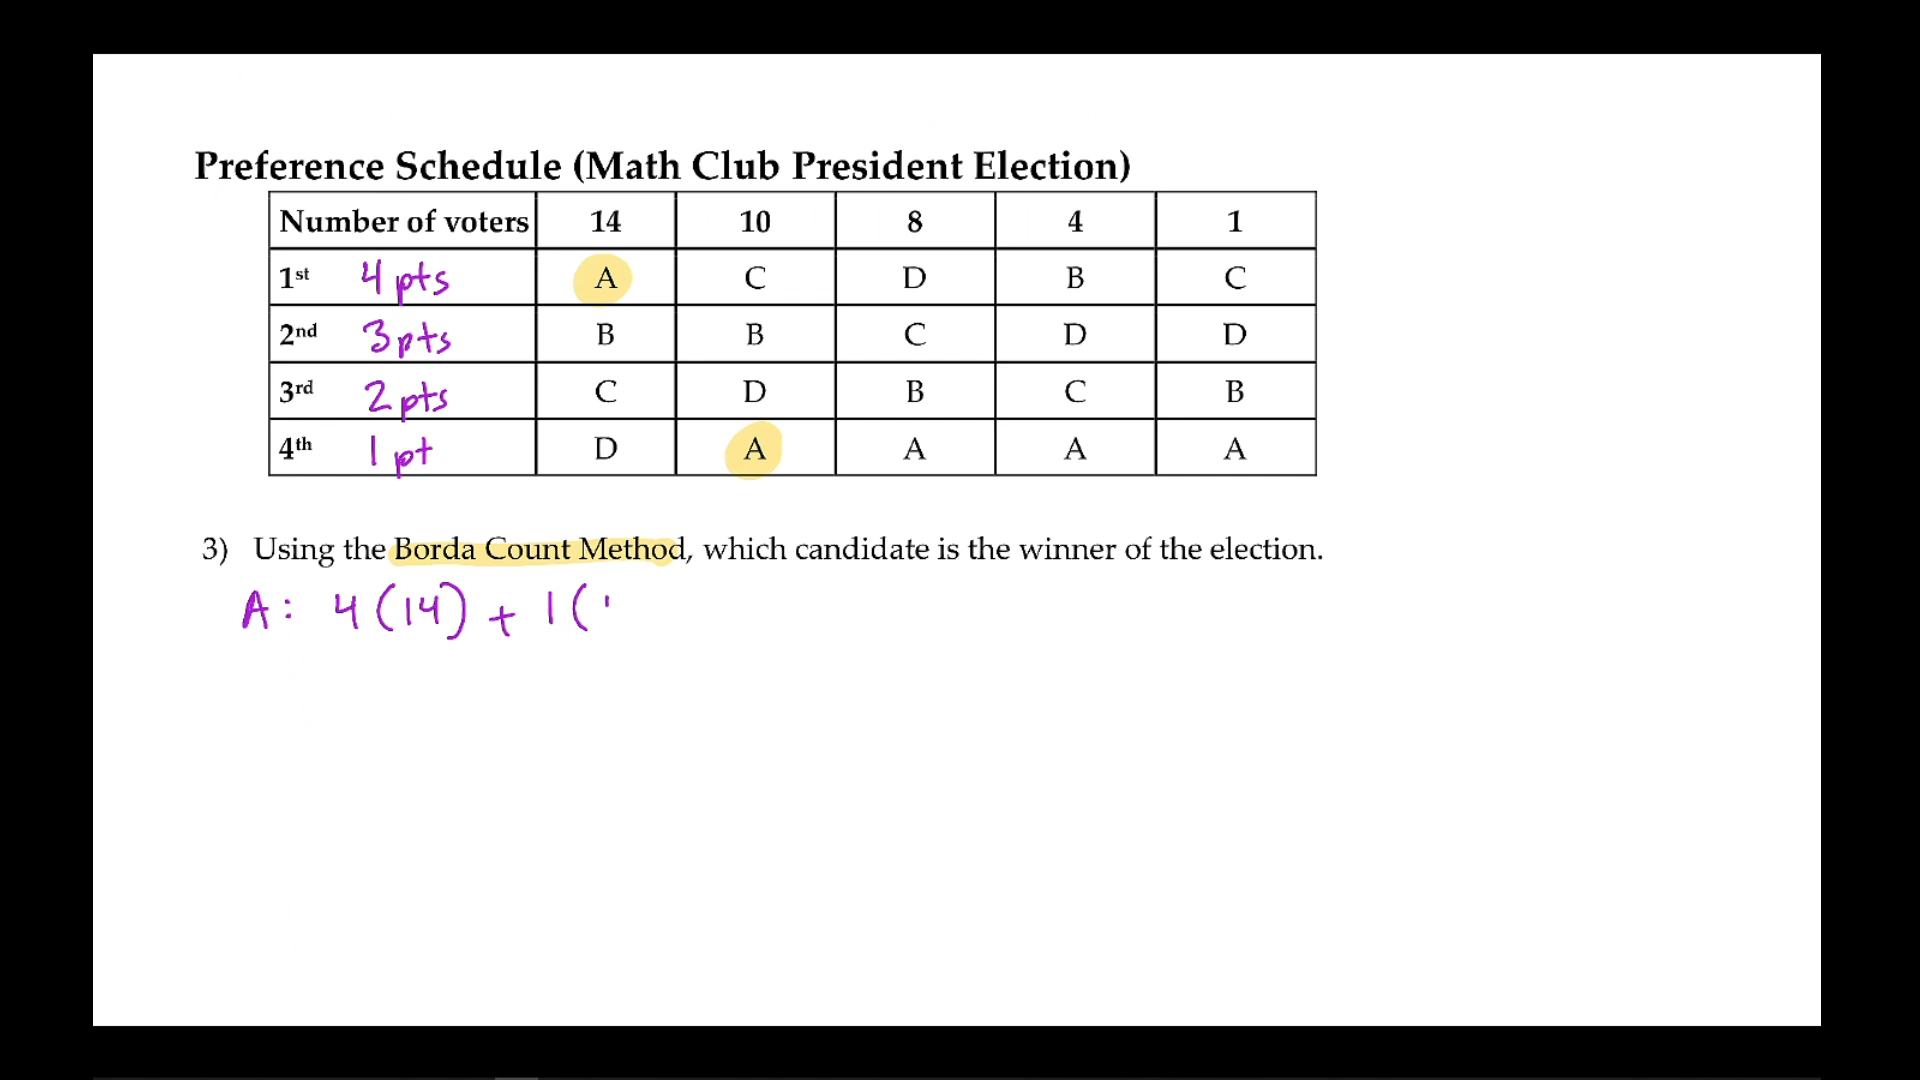 Preference Schedule (Math Club President Election)
Number of voters 14 10 8 4 1
1st 4 pts A C D B C
2nd 3 pts B B C D D
3rd 2 pts C D B C B
4th 1 pt D A A A A
3) Using the Borda Count Method, which candidate is the winner of the election.
A: 4(14) + 1(